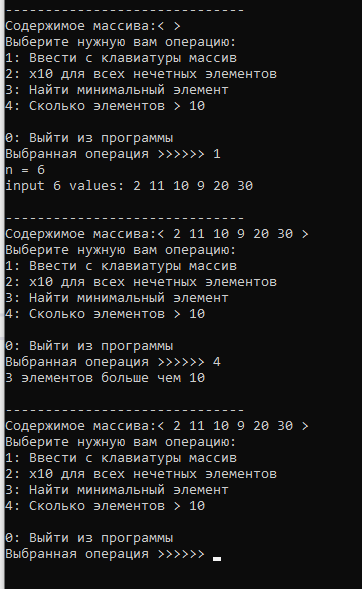 ------------------------------
Содержимое массива:< >
Выберите нужную вам операцию:
1: Ввести с клавиатуры массив
2: x10 для всех нечетных элементов
3: Найти минимальный элемент
4: Сколько элементов > 10
0: Выйти из программы
Выбранная операция >>>>>> 1
n = 6
input 6 values: 2 11 10 9 20 30
------------------------------
Содержимое массива:< 2 11 10 9 20 30 >
Выберите нужную вам операцию:
1: Ввести с клавиатуры массив
2: x10 для всех нечетных элементов
3: Найти минимальный элемент
4: Сколько элементов > 10
0: Выйти из программы
Выбранная операция >>>>>> 4
3 элементов больше чем 10
------------------------------
Содержимое массива:< 2 11 10 9 20 30 >
Выберите нужную вам операцию:
1: Ввести с клавиатуры массив
2: x10 для всех нечетных элементов
3: Найти минимальный элемент
4: Сколько элементов > 10
0: Выйти из программы
Выбранная операция >>>>>>